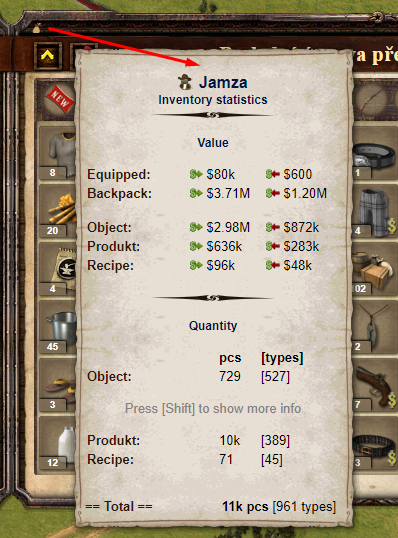 a pře
NEW
Jamza
Inventory statistics
Value
Equipped: $80k $600
Backpack: $3.71M $1.20M
Object: $2.98M $872k
Produkt: $636k $283k
Recipe: $96k $48k
Quantity
pcs [types]
Object: 729 [527]
Press [Shift] to show more info
Produkt: 10k [389]
Recipe: 71 [45]
== Total == 11k pcs [961 types]
8
1
20
4
4
02
45
2
3
7
12
3